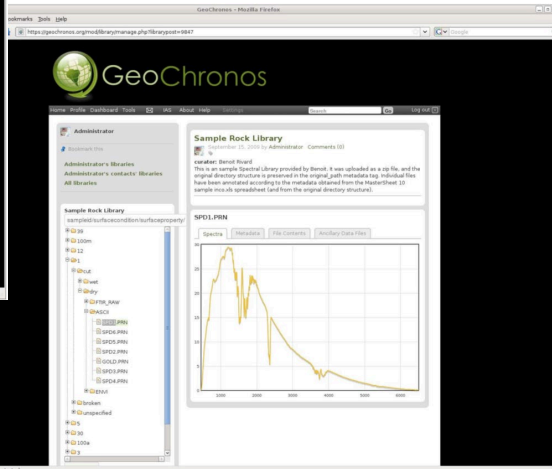 GeoChronos - Mozilla Firefox
ookmarks Tools Help
https://geochronos.org/mod/library/manage.php?librarypost=9847
Google
GeoChronos
Home Profile Dashboard Tools IAS About Help Settings Search Go Log out
Administrator
Bookmark this
Administrator's libraries
Administrator's contacts' libraries
All libraries
Sample Rock Library
sampleid/surfacecondition/surfaceproperty/
39
100m
12
1
cut
wet
dry
FTIR_RAW
ASCII
.PRN
SPD6.PRN
SPD5.PRN
SPD2.PRN
GOLD.PRN
SPD3.PRN
SPD4.PRN
ENVI
broken
unspecified
5
30
100a
3
Sample Rock Library
September 15, 2009 by Administrator Comments (0)
curator: Benoit Rivard
This is an sample Spectral Library provided by Benoit. It was uploaded as a zip file, and the
original directory structure is preserved in the original_path metadata tag. Individual files
have been annotated according to the metadata obtained from the MasterSheet 10
sample inco.xls spreadsheet (and from the original directory structure).
SPD1.PRN
Spectra Metadata File Contents Ancillary Data Files
30
25
20
15
10
5
0
1000 2000 3000 4000 5000 6000